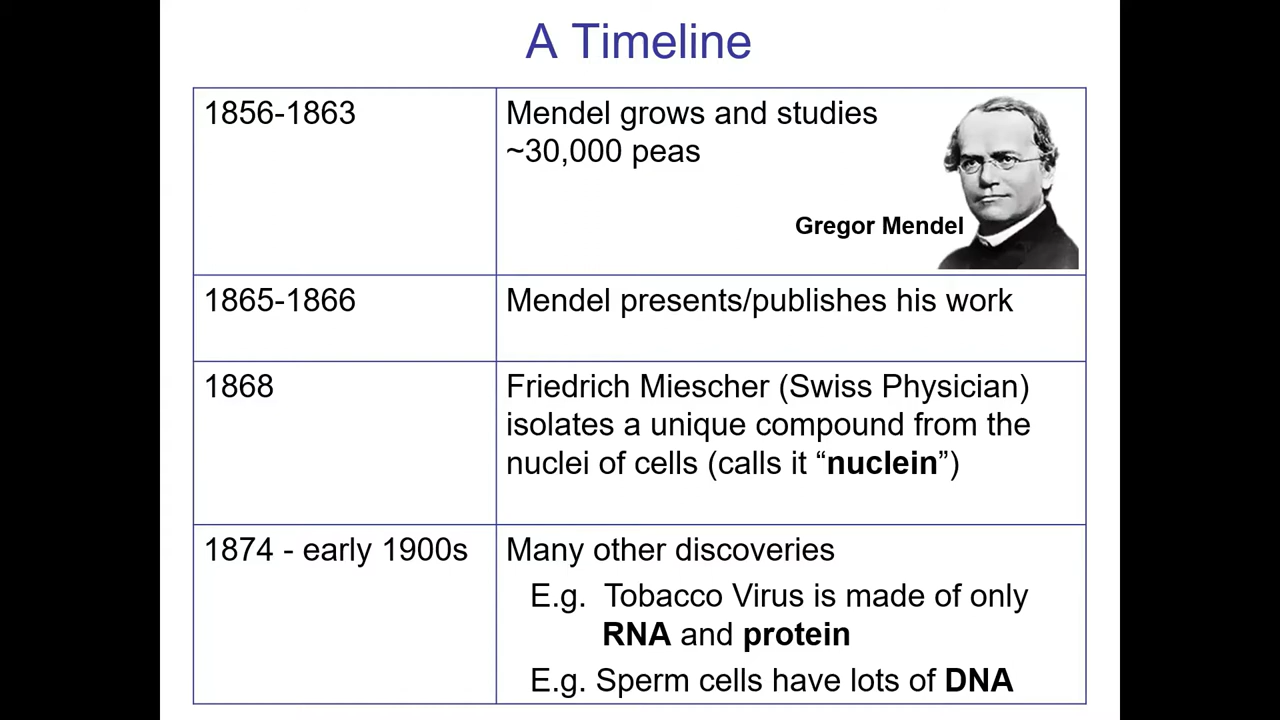 A Timeline
1856-1863
Mendel grows and studies
~30,000 peas
Gregor Mendel
1865-1866
Mendel presents/publishes his work
1868
Friedrich Miescher (Swiss Physician)
isolates a unique compound from the
nuclei of cells (calls it “nuclein”)
1874 - early 1900s
Many other discoveries
E.g. Tobacco Virus is made of only
RNA and protein
E.g. Sperm cells have lots of DNA